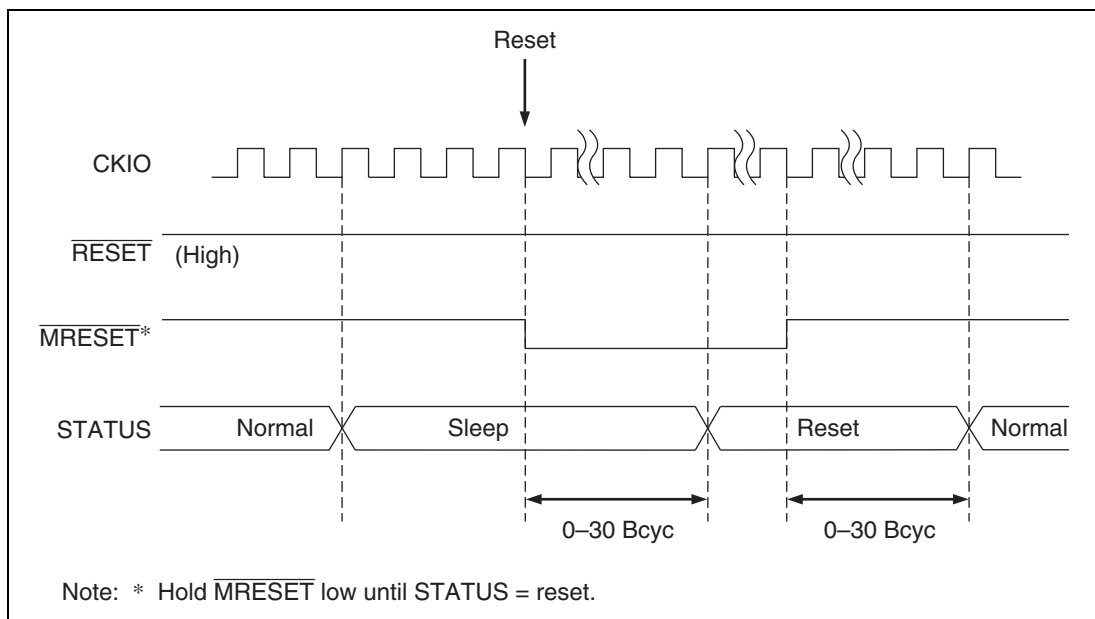 Reset
CKIO
RESET (High)
MRESET*
STATUS Normal Sleep Reset Normal
0–30 Bcyc 0–30 Bcyc
Note: * Hold MRESET low until STATUS = reset.